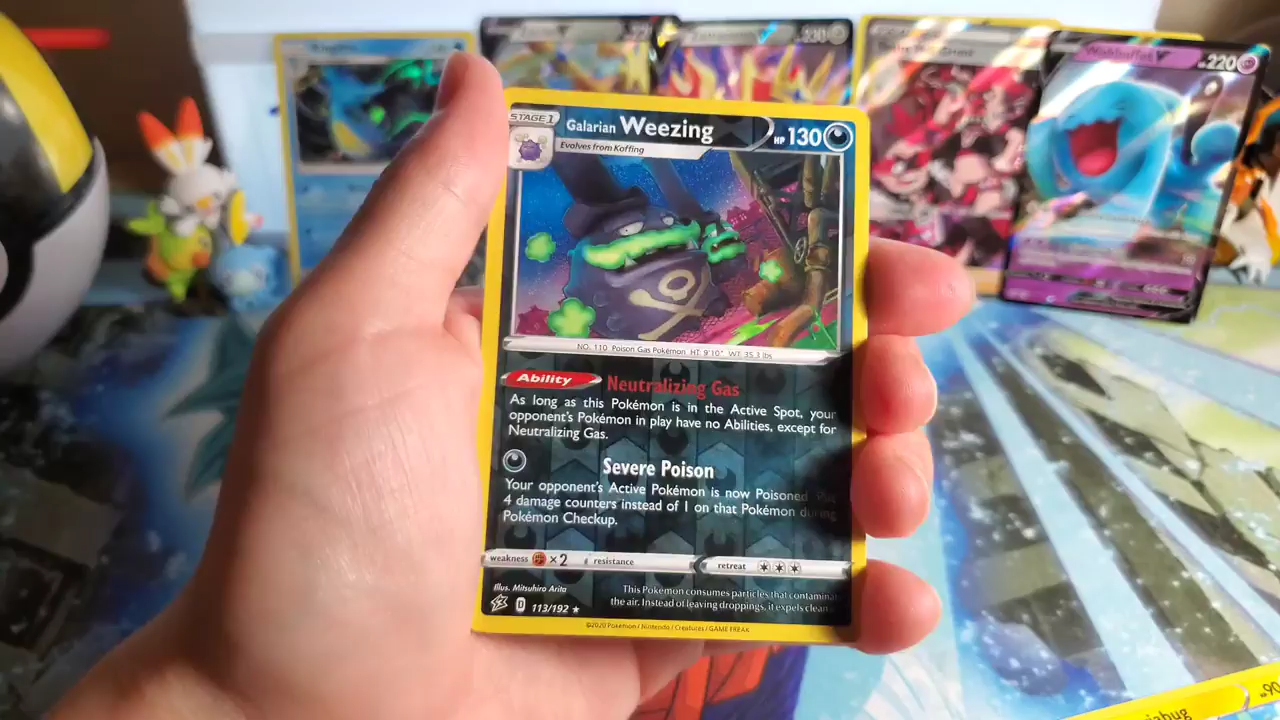 Wobbuffet V
220
230
STAGE 1
Galarian Weezing
HP 130
Evolves from Koffing
NO. 110 Poison Gas Pokémon HT: 9'10" WT: 35.3 lbs
Ability Neutralizing Gas
As long as this Pokémon is in the Active Spot, your
opponent's Pokémon in play have no Abilities, except for
Neutralizing Gas.
Severe Poison
Your opponent's Active Pokémon is now Poisoned. Put
4 damage counters instead of 1 on that Pokémon during
Pokémon Checkup.
weakness ×2 resistance retreat
Illus. Mitsuhiro Arita
This Pokémon consumes particles that contaminate
the air. Instead of leaving droppings, it expels clean
D 113/192 ★
©2020 Pokémon / Nintendo / Creatures / GAME FREAK
HP 90